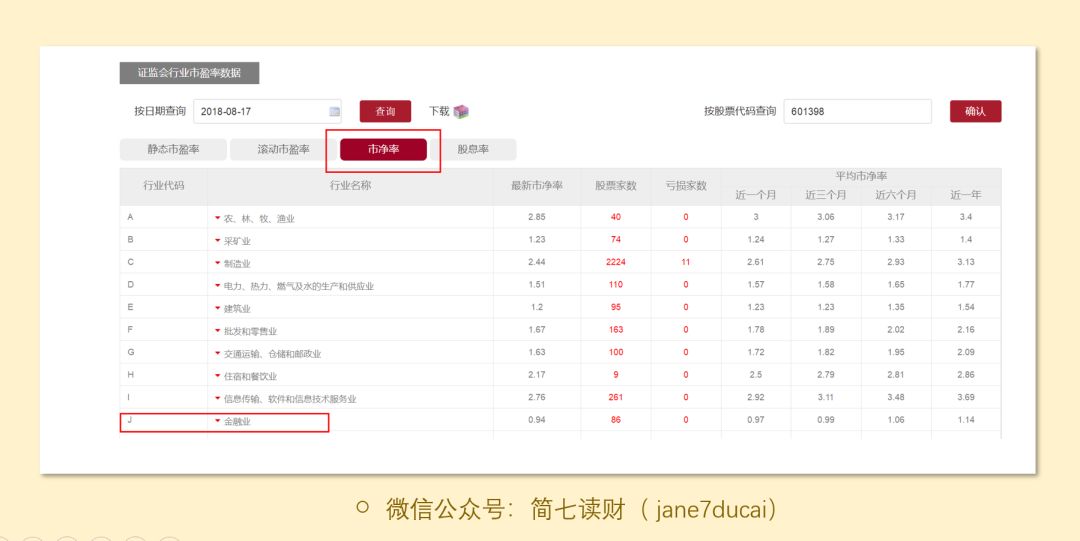 证监会行业市盈率数据
按日期查询 2018-08-17 查询 下载 按股票代码查询 601398 确认
静态市盈率 滚动市盈率 市净率 股息率
行业代码 行业名称 最新市净率 股票家数 亏损家数 平均市净率
近一个月 近三个月 近六个月 近一年
A 农、林、牧、渔业 2.85 40 0 3 3.06 3.17 3.4
B 采矿业 1.23 74 0 1.24 1.27 1.33 1.4
C 制造业 2.44 2224 11 2.61 2.75 2.93 3.13
D 电力、热力、燃气及水的生产和供应业 1.51 110 0 1.57 1.58 1.65 1.77
E 建筑业 1.2 95 0 1.23 1.23 1.35 1.54
F 批发和零售业 1.67 163 0 1.78 1.89 2.02 2.16
G 交通运输、仓储和邮政业 1.63 100 0 1.72 1.82 1.95 2.09
H 住宿和餐饮业 2.17 9 0 2.5 2.79 2.81 2.86
I 信息传输、软件和信息技术服务业 2.76 261 0 2.92 3.11 3.48 3.69
J 金融业 0.94 86 0 0.97 0.99 1.06 1.14
微信公众号：简七读财（jane7ducai）